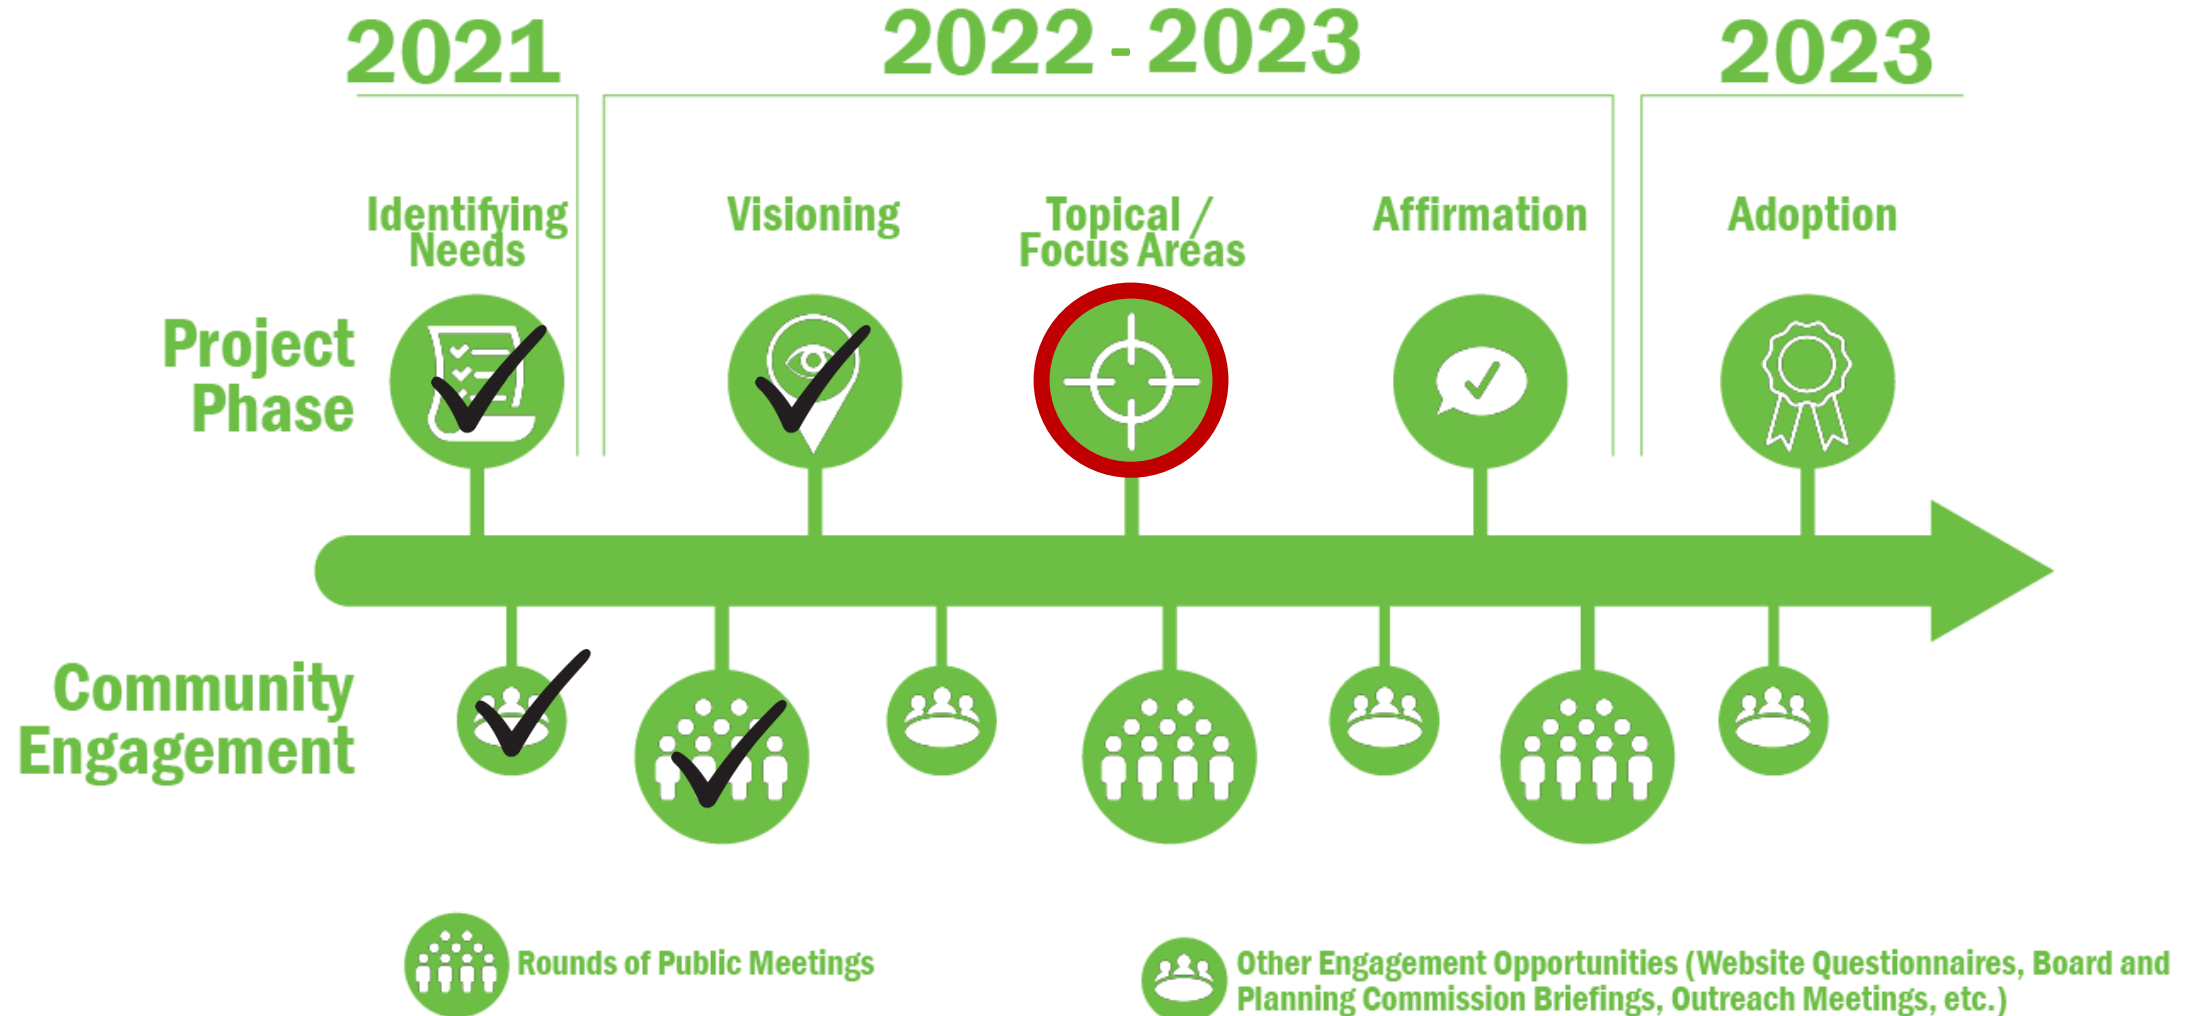 2021
2022 - 2023
2023
Identifying
Needs
Visioning
Topical /
Focus Areas
Affirmation
Adoption
Project
Phase
Community
Engagement
Rounds of Public Meetings
Other Engagement Opportunities (Website Questionnaires, Board and
Planning Commission Briefings, Outreach Meetings, etc.)